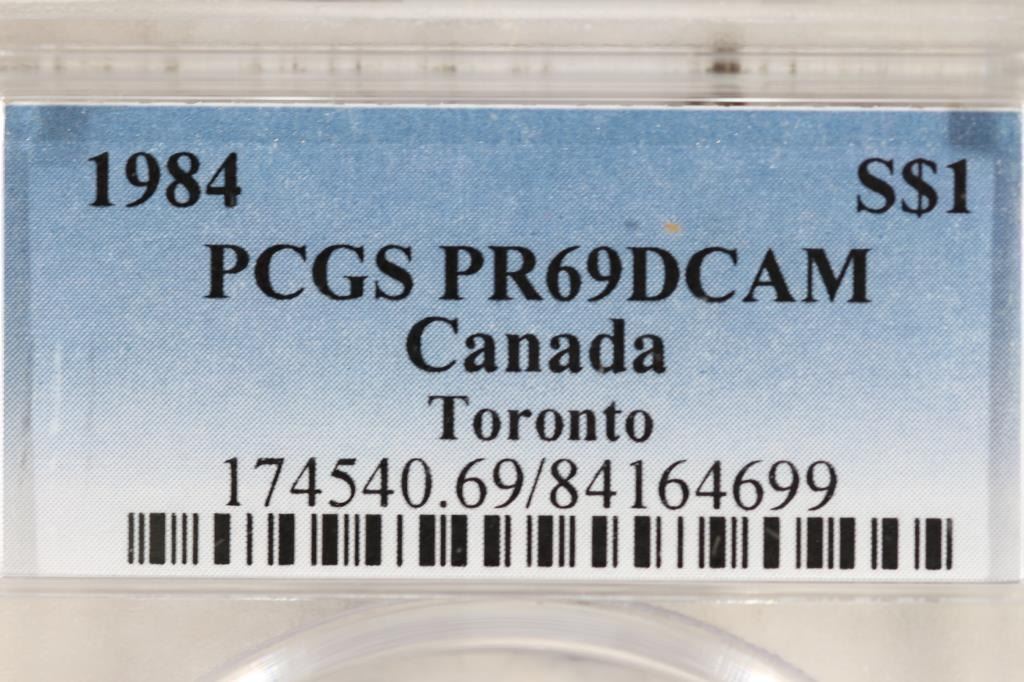 1984 S$1
PCGS PR69DCAM
Canada
Toronto
174540.69/84164699